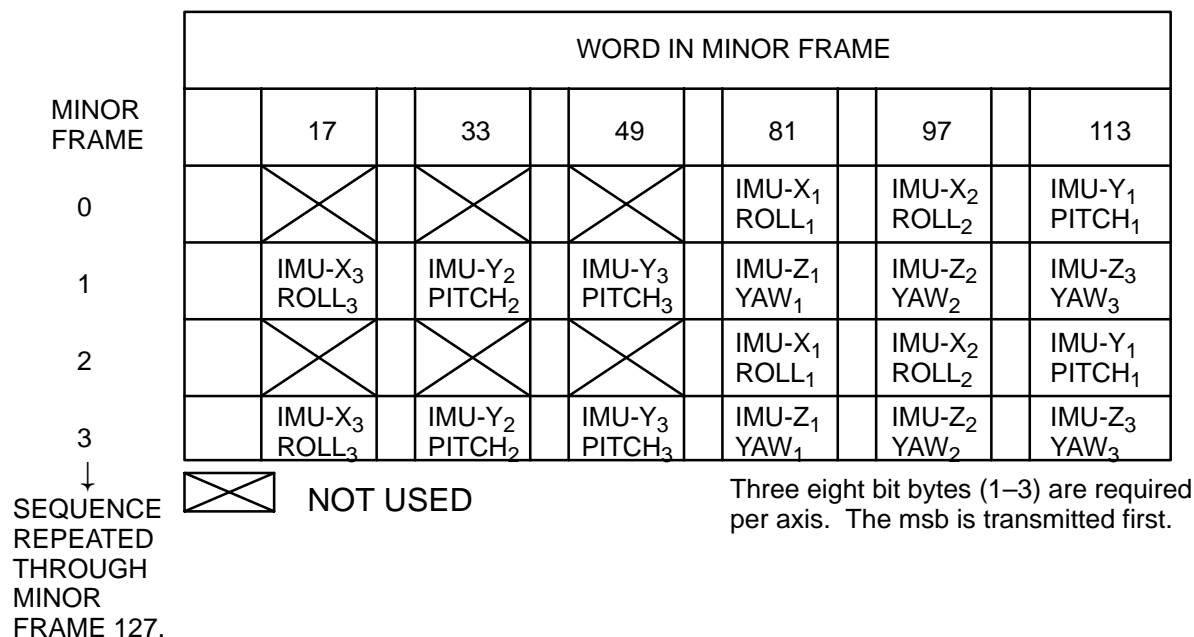 WORD IN MINOR FRAME
MINOR
FRAME
17 33 49 81 97 113
0 IMU-X₁ IMU-X₂ IMU-Y₁
ROLL₁ ROLL₂ PITCH₁
1 IMU-X₃ IMU-Y₂ IMU-Y₃ IMU-Z₁ IMU-Z₂ IMU-Z₃
ROLL₃ PITCH₂ PITCH₃ YAW₁ YAW₂ YAW₃
2 IMU-X₁ IMU-X₂ IMU-Y₁
ROLL₁ ROLL₂ PITCH₁
3 IMU-X₃ IMU-Y₂ IMU-Y₃ IMU-Z₁ IMU-Z₂ IMU-Z₃
ROLL₃ PITCH₂ PITCH₃ YAW₁ YAW₂ YAW₃
↓
SEQUENCE
REPEATED
THROUGH
MINOR
FRAME 127.
NOT USED
Three eight bit bytes (1–3) are required
per axis. The msb is transmitted first.